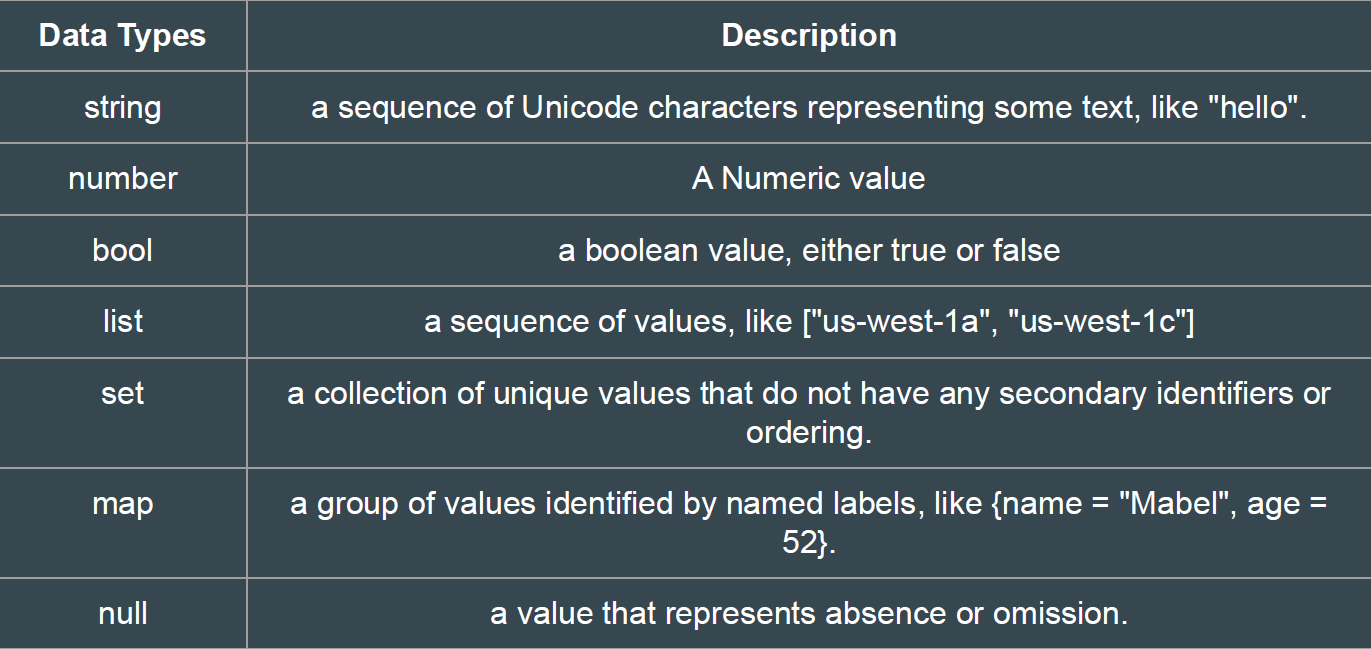 Data Types Description
string a sequence of Unicode characters representing some text, like "hello".
number A Numeric value
bool a boolean value, either true or false
list a sequence of values, like ["us-west-1a", "us-west-1c"]
set a collection of unique values that do not have any secondary identifiers or
ordering.
map a group of values identified by named labels, like {name = "Mabel", age =
52}.
null a value that represents absence or omission.